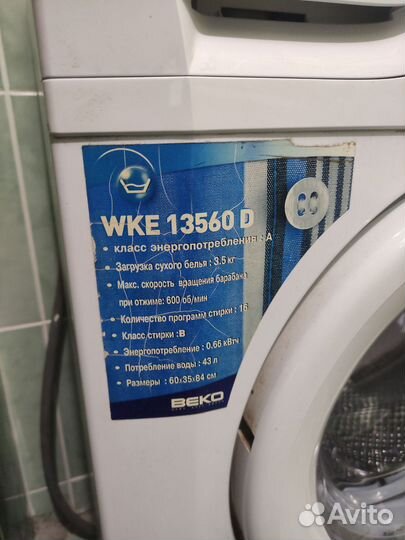 WKE 13560 D
• класс энергопотребления : A
• Загрузка сухого белья : 3.5 кг
• Макс. скорость вращения барабана
при отжиме: 600 об/мин
• Количество программ стирки : 16
• Класс стирки :B
• Энергопотребление : 0.66 кВтч
• Потребление воды : 43 л
• Размеры : 60x35x84 см
BEKO
Avito